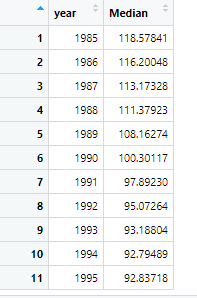 year Median
1 1985 118.57841
2 1986 116.20048
3 1987 113.17328
4 1988 111.37923
5 1989 108.16274
6 1990 100.30117
7 1991 97.89230
8 1992 95.07264
9 1993 93.18804
10 1994 92.79489
11 1995 92.83718